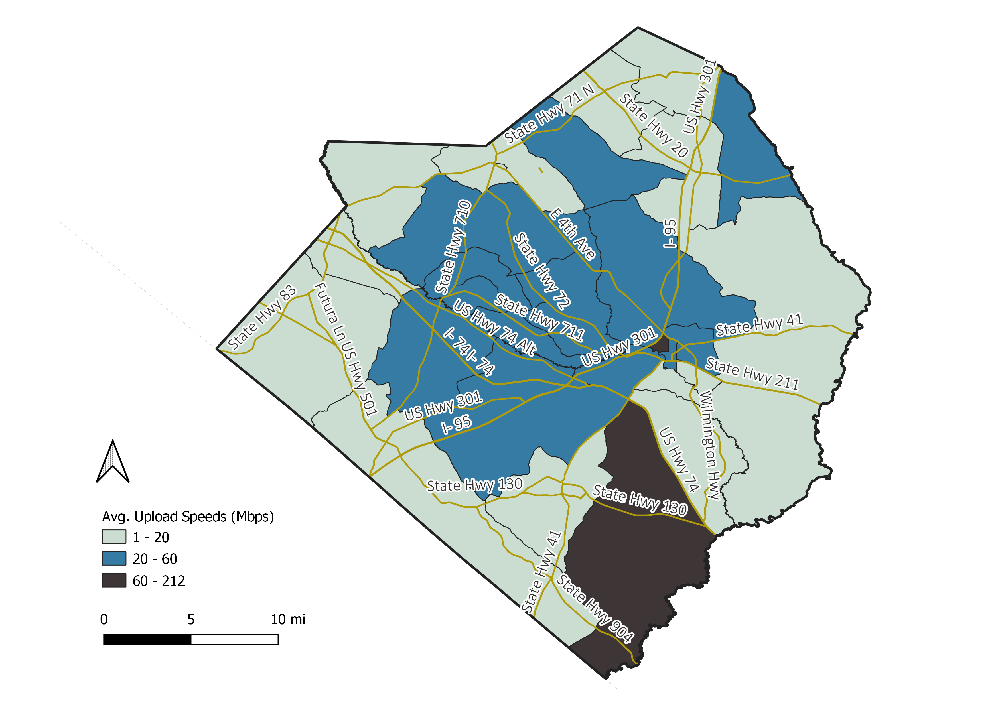 US Hwy 301
State Hwy 71 N
State Hwy 20
State Hwy 710
E 4th Ave
I- 95
State Hwy 72
State Hwy 83
Futura Ln
US Hwy 501
US Hwy 74 Alt
State Hwy 711
I- 74
I- 74
US Hwy 301
State Hwy 41
State Hwy 211
US Hwy 301
I- 95
Wilmington Hwy
US Hwy 74
State Hwy 130
State Hwy 130
State Hwy 41
State Hwy 904
Avg. Upload Speeds (Mbps)
1 - 20
20 - 60
60 - 212
0 5 10 mi